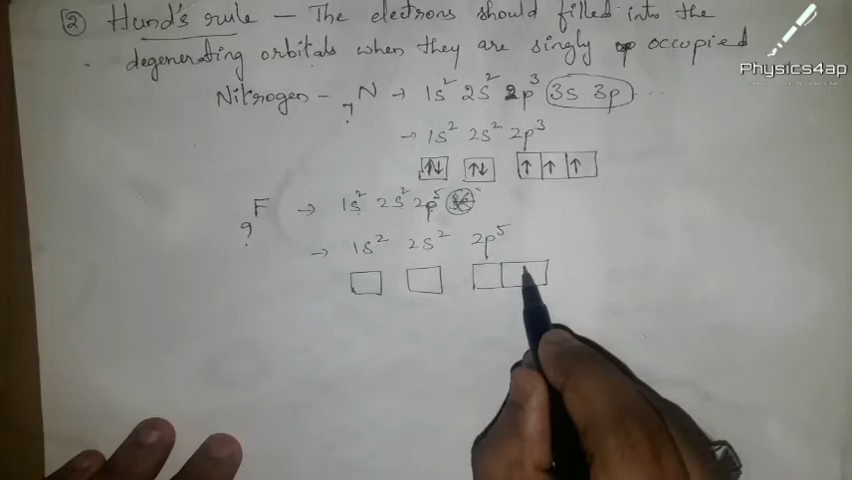 ② Hund's rule – The electrons should filled into the
degenerating orbitals when they are singly occupied
Physics4ap
Nitrogen – ₇N → 1s² 2s² 2p³ 3s 3p ...
→ 1s² 2s² 2p³
↑↓ ↑↓ ↑ ↑ ↑
₉F → 1s² 2s² 2p⁵
→ 1s² 2s² 2p⁵